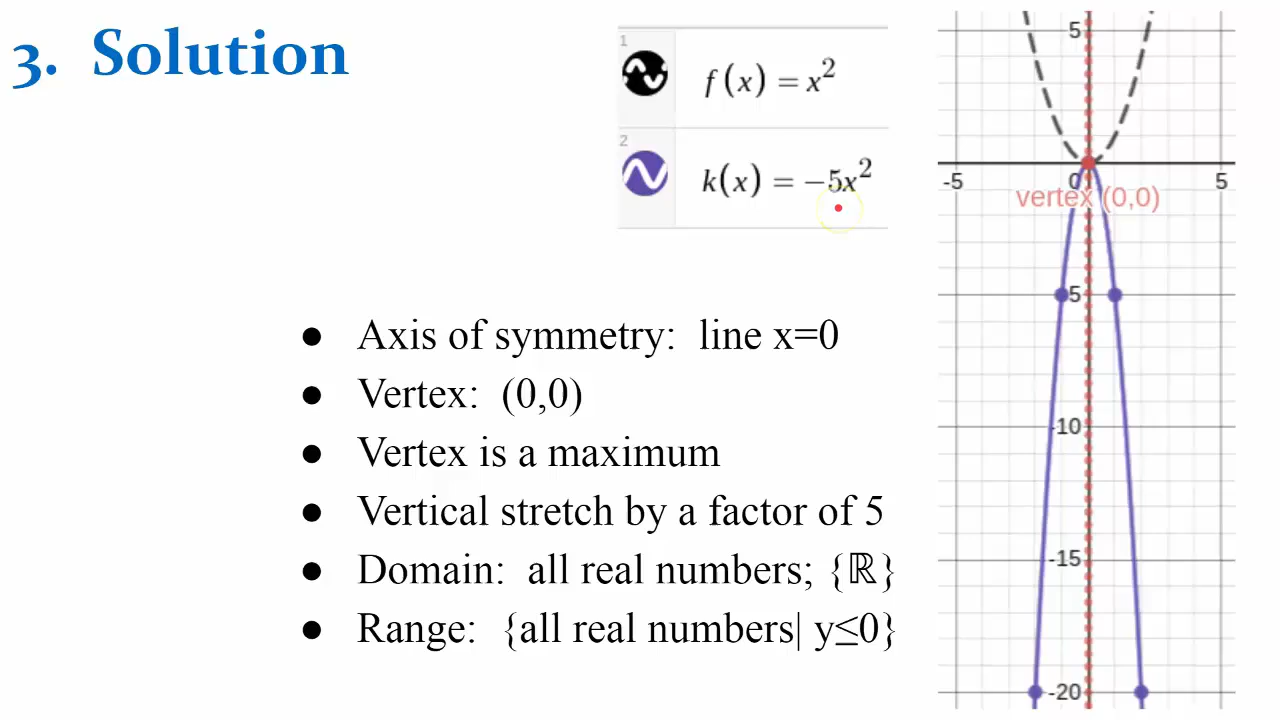 3. Solution
1
f(x) = x²
2
k(x) = −5x²
● Axis of symmetry: line x=0
● Vertex: (0,0)
● Vertex is a maximum
● Vertical stretch by a factor of 5
● Domain: all real numbers; {ℝ}
● Range: {all real numbers| y≤0}
5
-5 0 5
vertex (0,0)
-5
-10
-15
-20